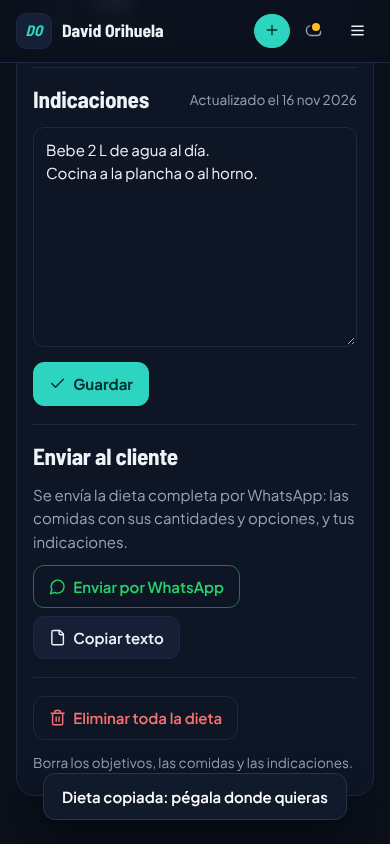 DO David Orihuela
Indicaciones Actualizado el 16 nov 2026
Bebe 2 L de agua al día.
Cocina a la plancha o al horno.
Guardar
Enviar al cliente
Se envía la dieta completa por WhatsApp: las
comidas con sus cantidades y opciones, y tus
indicaciones.
Enviar por WhatsApp
Copiar texto
Eliminar toda la dieta
Borra los objetivos, las comidas y las indicaciones.
Dieta copiada: pégala donde quieras